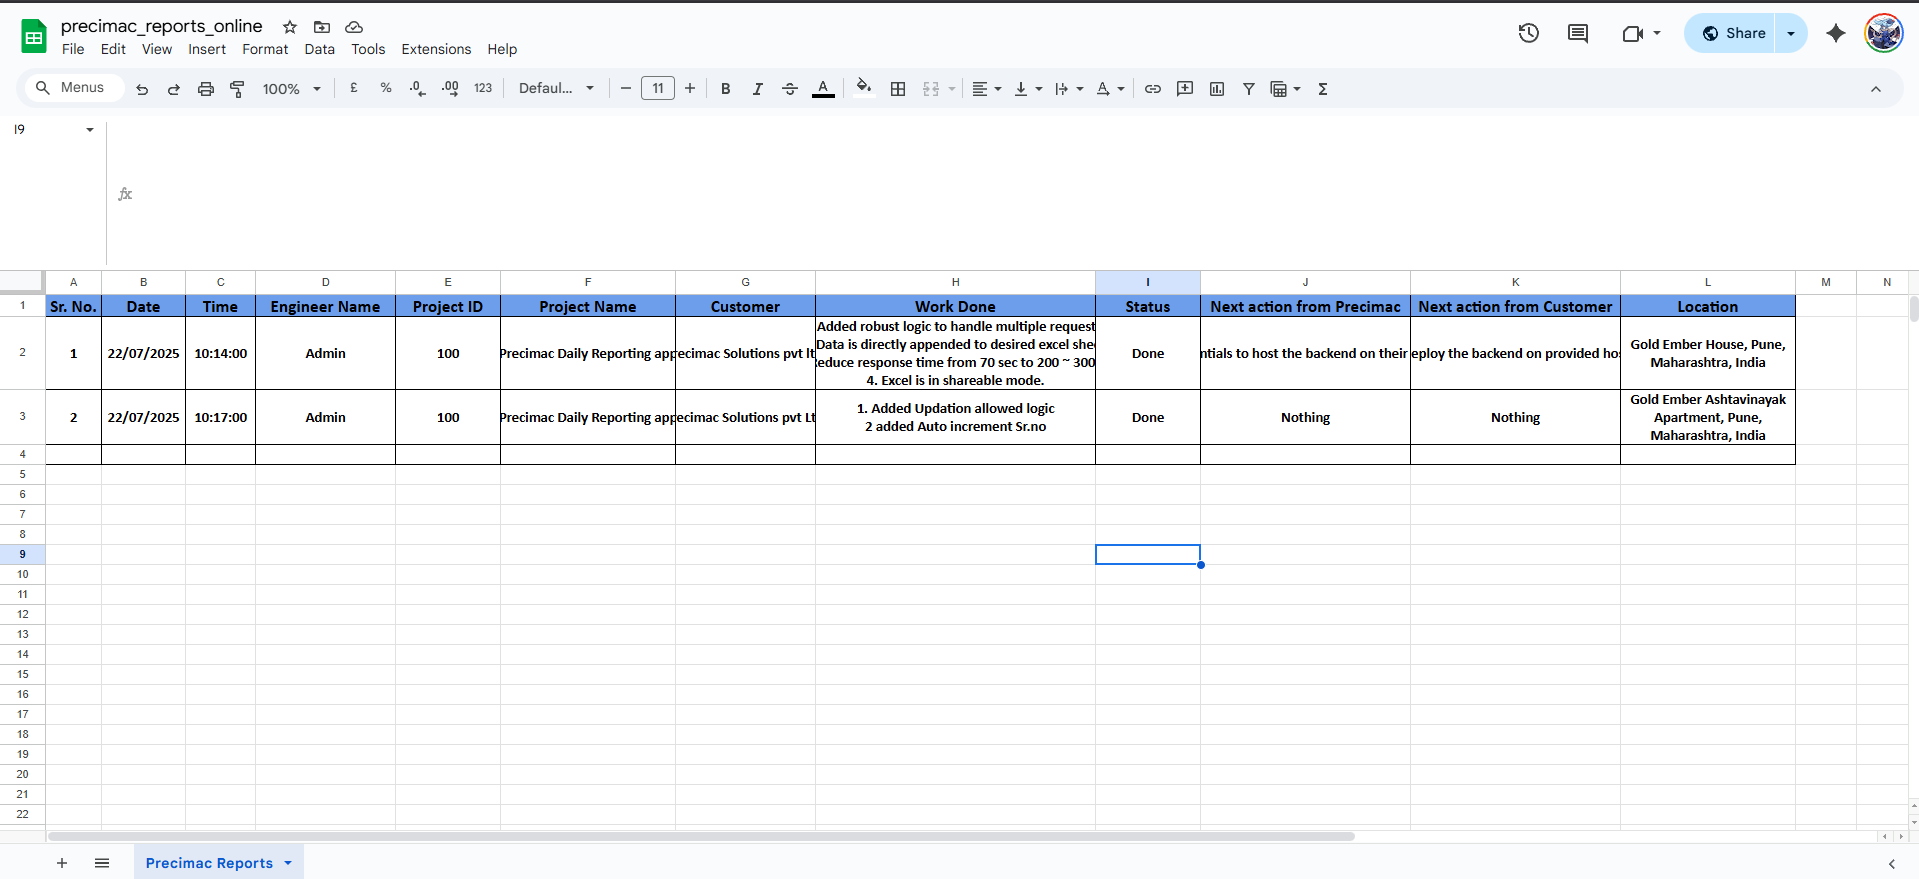 precimac_reports_online
File Edit View Insert Format Data Tools Extensions Help
Share
Menus 100% £ % .0 .00 123 Defaul... 11 B I S A Σ
I9
fx
A B C D E F G H I J K L M N
1 Sr. No. Date Time Engineer Name Project ID Project Name Customer Work Done Status Next action from Precimac Next action from Customer Location
2 1 22/07/2025 10:14:00 Admin 100 Precimac Daily Reporting app ecimac Solutions pvt lt
Added robust logic to handle multiple request
Data is directly appended to desired excel shee
educe response time from 70 sec to 200 ~ 300
4. Excel is in shareable mode.
Done ntials to host the backend on their eploy the backend on provided hos
Gold Ember House, Pune,
Maharashtra, India
3 2 22/07/2025 10:17:00 Admin 100 Precimac Daily Reporting app ecimac Solutions pvt Lt
1. Added Updation allowed logic
2 added Auto increment Sr.no
Done Nothing Nothing
Gold Ember Ashtavinayak
Apartment, Pune,
Maharashtra, India
4
5
6
7
8
9
10
11
12
13
14
15
16
17
18
19
20
21
22
Precimac Reports